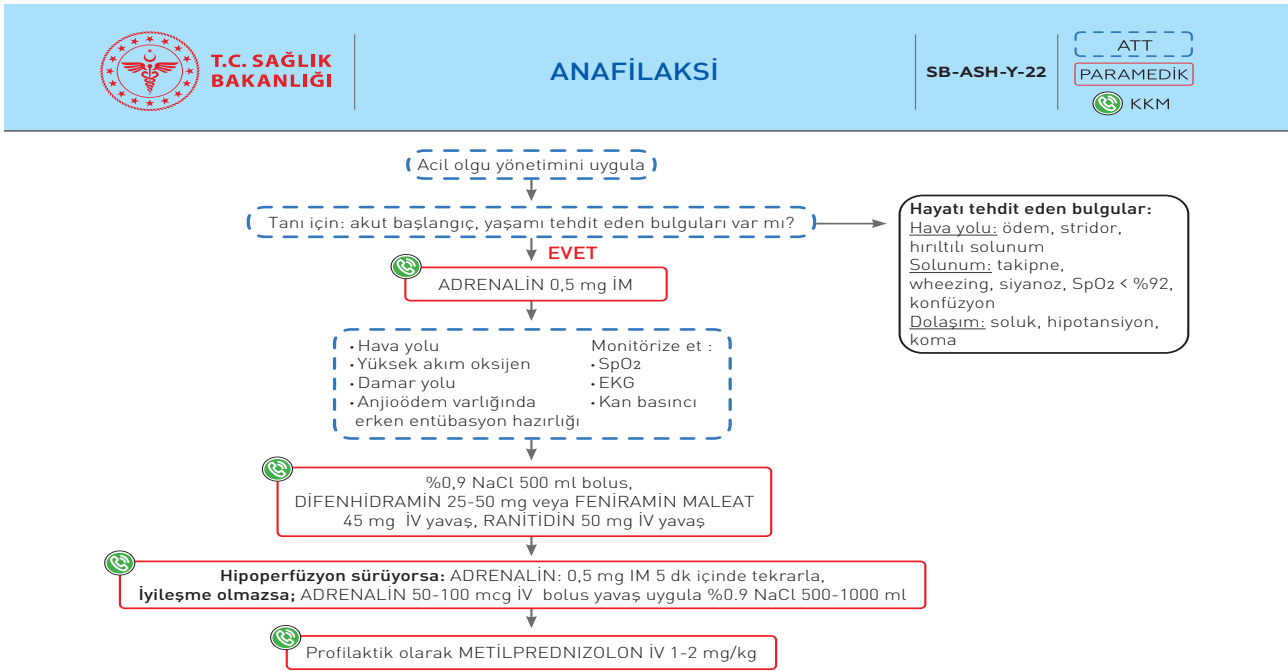 T.C. SAĞLIK
BAKANLIĞI
ANAFİLAKSİ
SB-ASH-Y-22
ATT
PARAMEDİK
KKM
Acil olgu yönetimini uygula
Tanı için: akut başlangıç, yaşamı tehdit eden bulguları var mı?
Hayatı tehdit eden bulgular:
Hava yolu: ödem, stridor,
hırıltılı solunum
Solunum: takipne,
wheezing, siyanoz, SpO2 < %92,
konfüzyon
Dolaşım: soluk, hipotansiyon,
koma
EVET
ADRENALİN 0,5 mg İM
• Hava yolu
• Yüksek akım oksijen
• Damar yolu
• Anjioödem varlığında
erken entübasyon hazırlığı
Monitörize et :
• SpO2
• EKG
• Kan basıncı
%0,9 NaCl 500 ml bolus,
DİFENHİDRAMİN 25-50 mg veya FENİRAMİN MALEAT
45 mg İV yavaş, RANITIDIN 50 mg İV yavaş
Hipoperfüzyon sürüyorsa: ADRENALİN: 0,5 mg IM 5 dk içinde tekrarla,
İyileşme olmazsa; ADRENALİN 50-100 mcg İV bolus yavaş uygula %0.9 NaCl 500-1000 ml
Profilaktik olarak METİLPREDNIZOLON İV 1-2 mg/kg